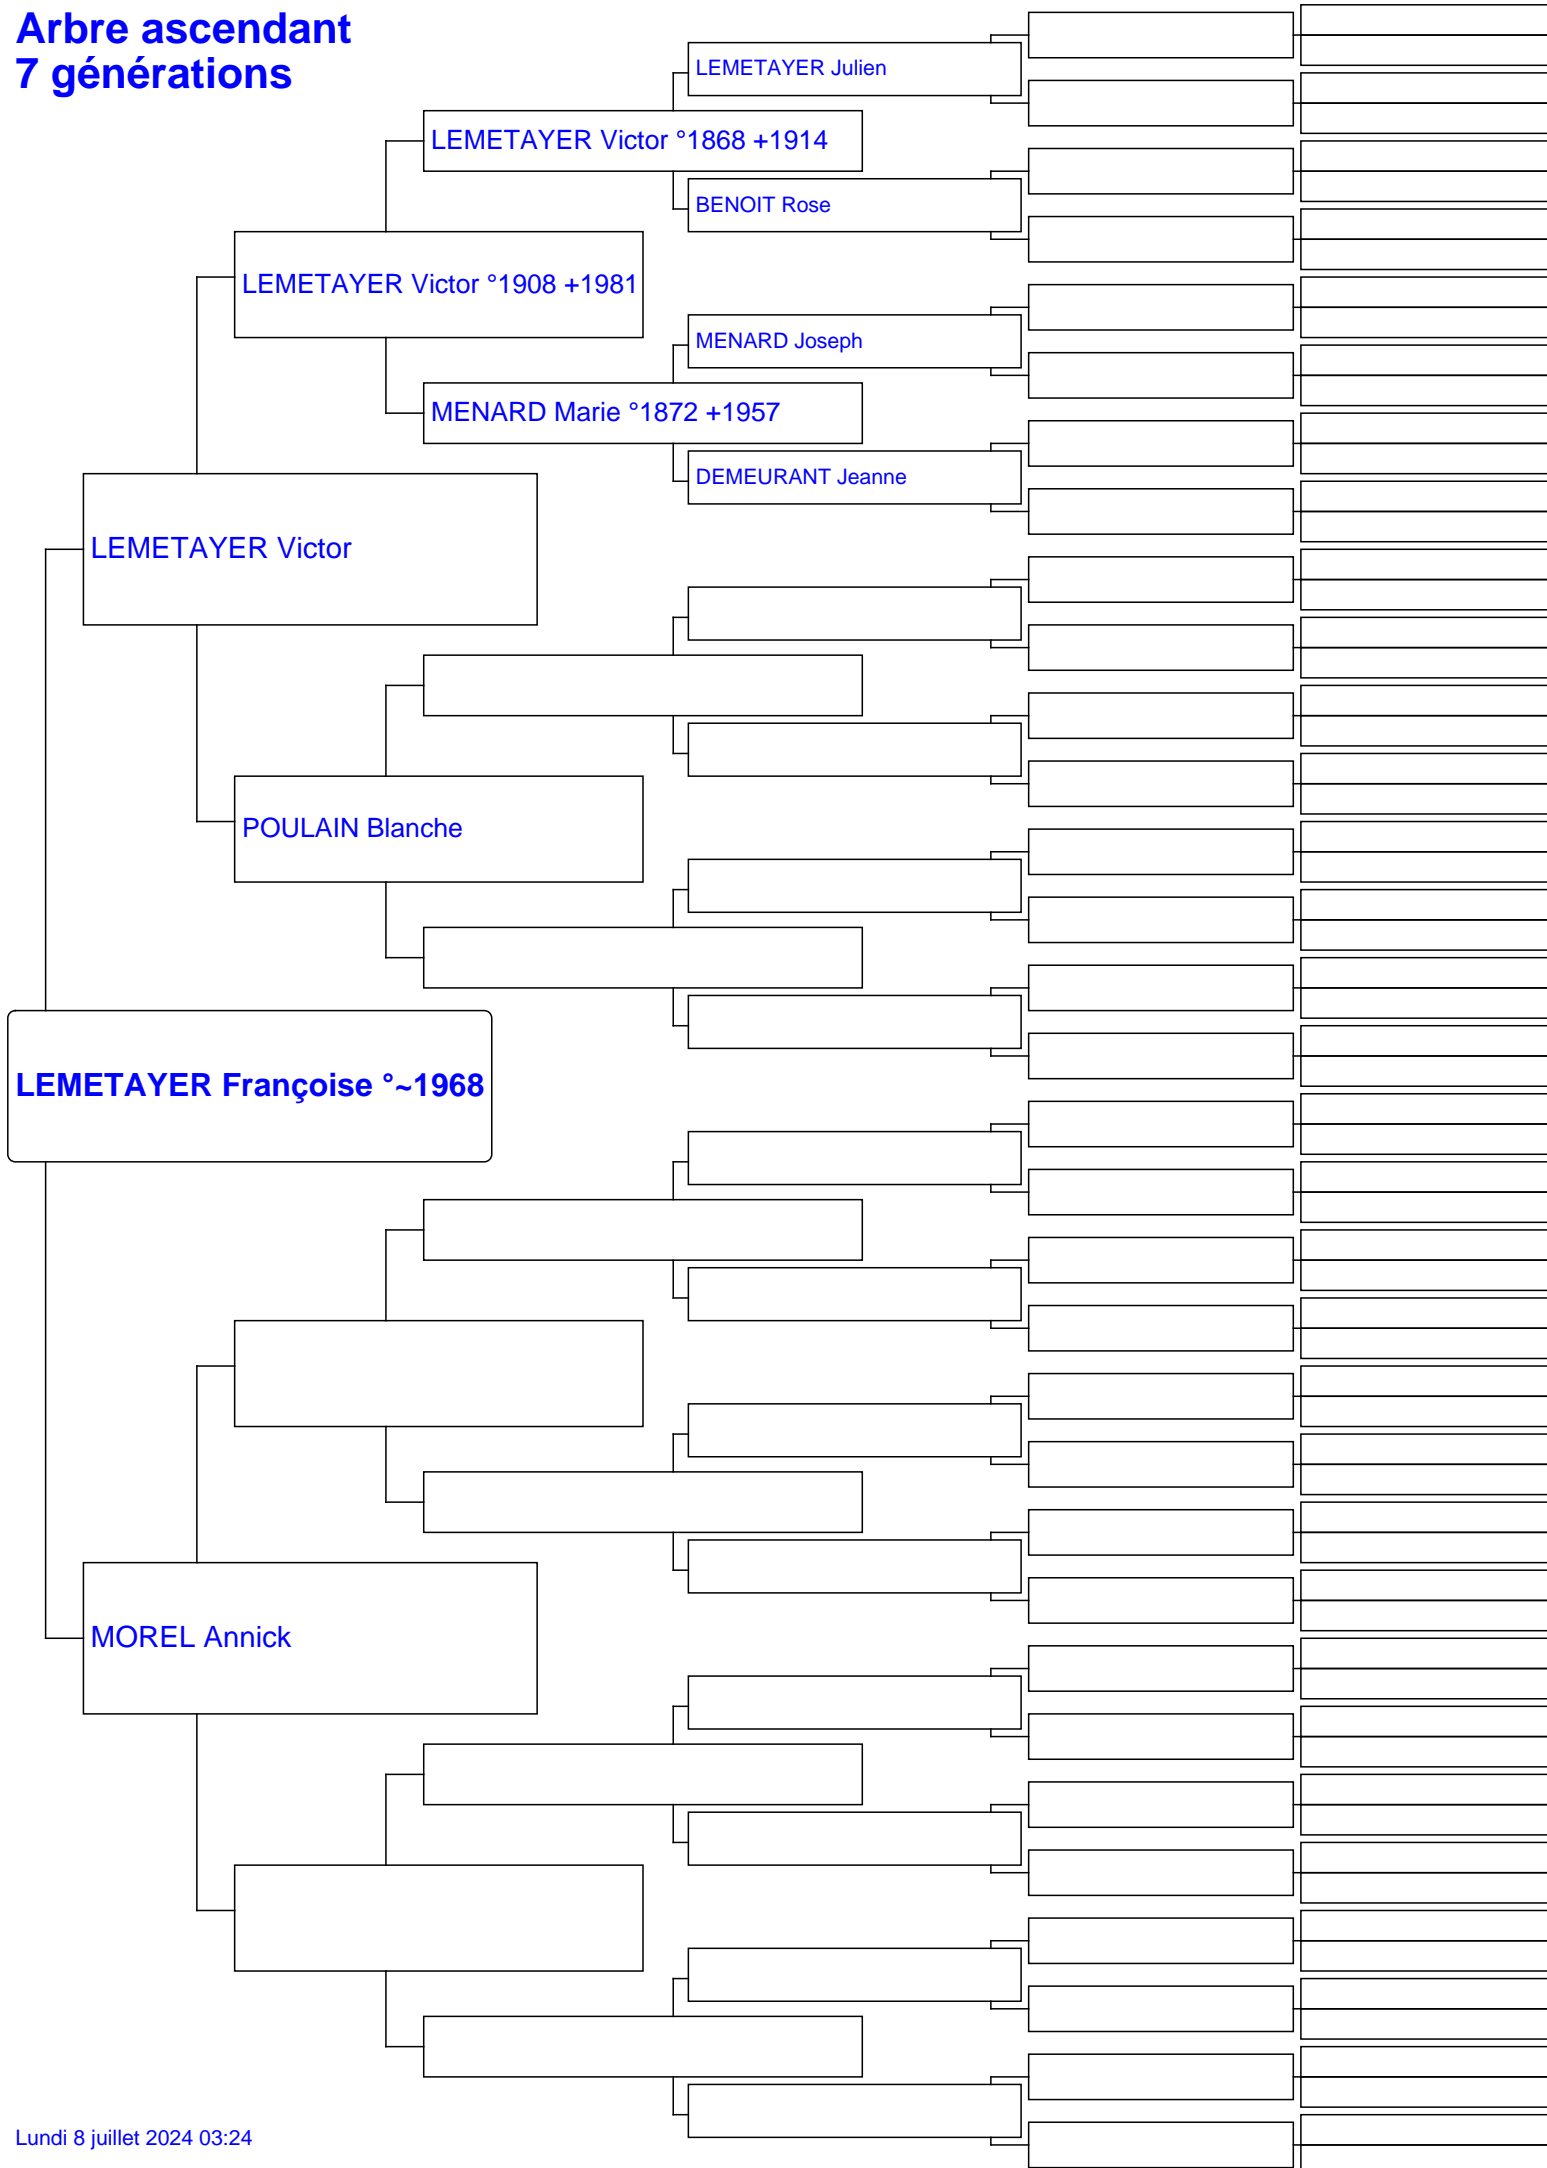 Arbre ascendant
7 générations
LEMETAYER Julien
LEMETAYER Victor °1868 +1914
BENOIT Rose
LEMETAYER Victor °1908 +1981
MENARD Joseph
MENARD Marie °1872 +1957
DEMEURANT Jeanne
LEMETAYER Victor
POULAIN Blanche
LEMETAYER Françoise °~1968
MOREL Annick
Lundi 8 juillet 2024 03:24